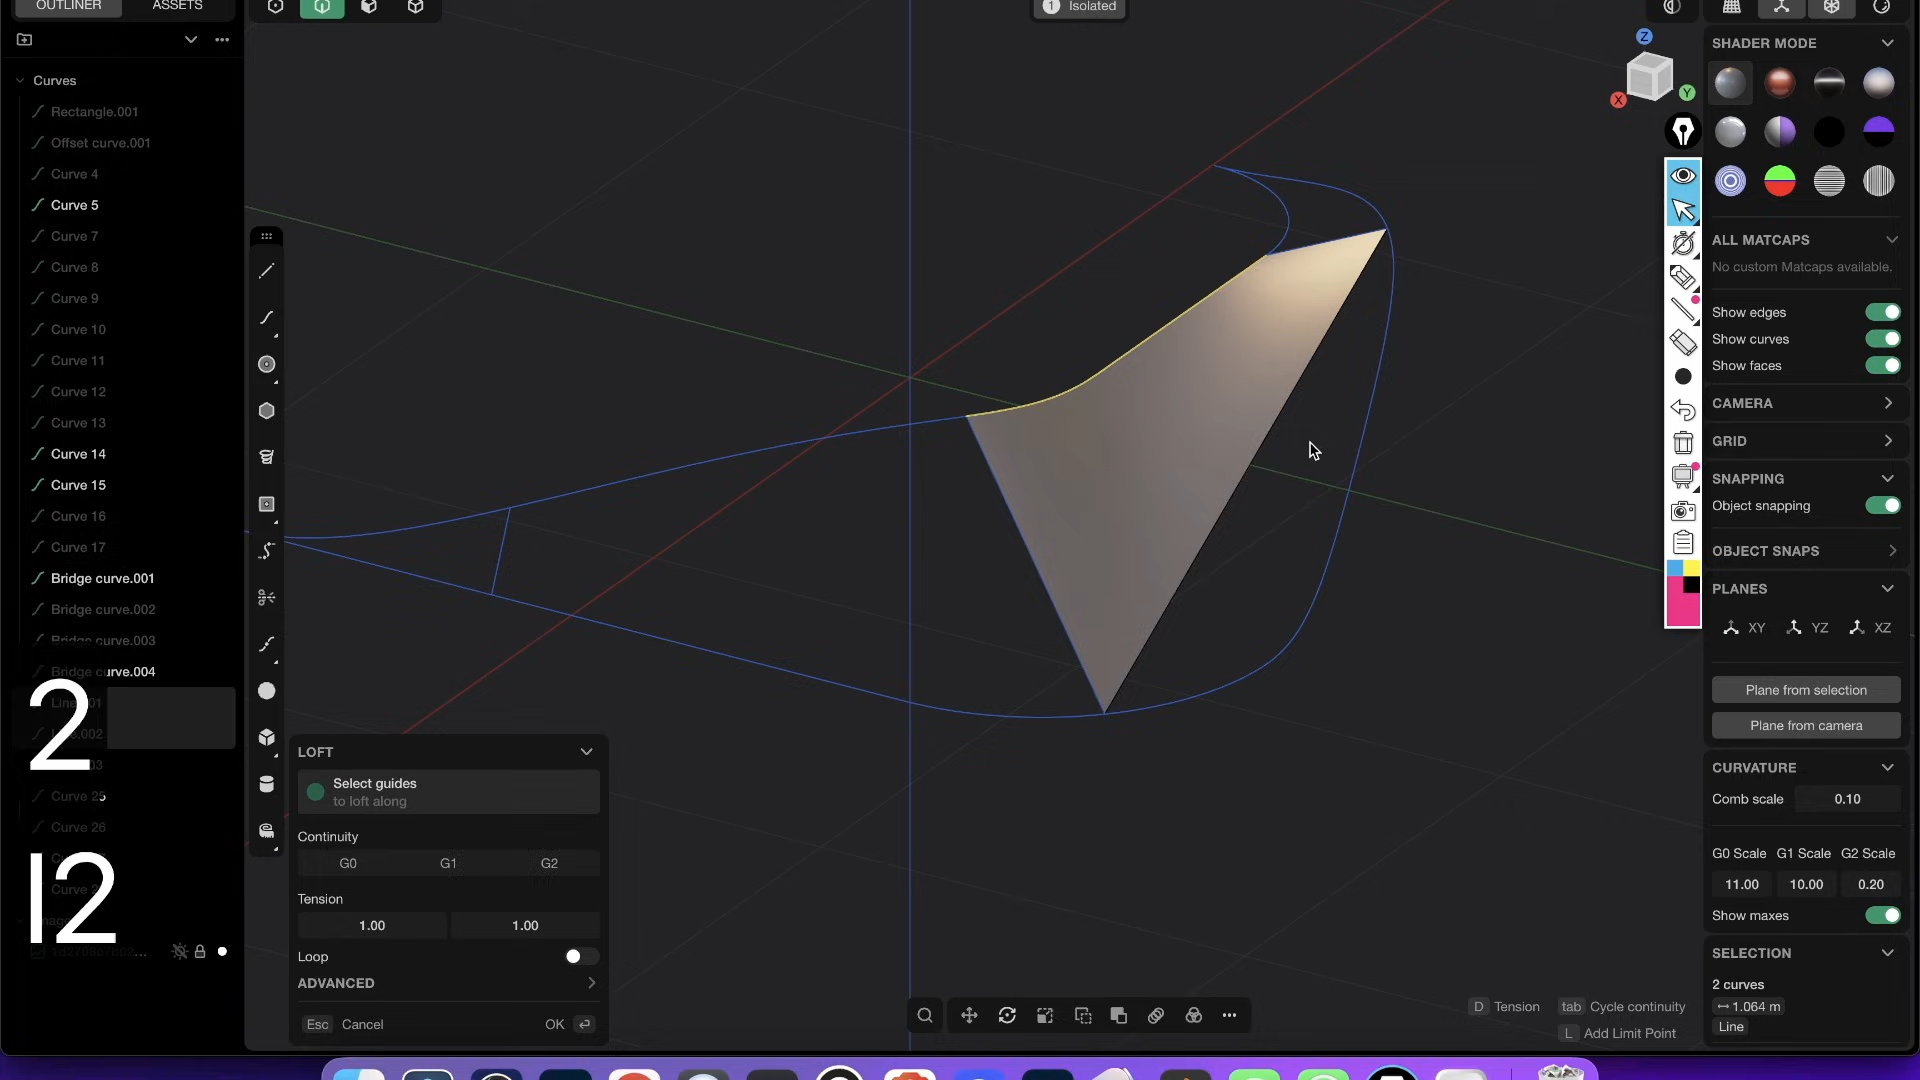 OUTLINER ASSETS
Curves
Rectangle.001
Offset curve.001
Curve 4
Curve 5
Curve 7
Curve 8
Curve 9
Curve 10
Curve 11
Curve 12
Curve 13
Curve 14
Curve 15
Curve 16
Curve 17
Bridge curve.001
Bridge curve.002
Bridge curve.003
Bridge curve.004
2
Curve 25
Curve 26
12
1 Isolated
Z
X
Y
LOFT
Select guides
to loft along
Continuity
G0 G1 G2
Tension
1.00 1.00
Loop
ADVANCED
Esc Cancel OK
D Tension tab Cycle continuity
L Add Limit Point
SHADER MODE
ALL MATCAPS
No custom Matcaps available.
Show edges
Show curves
Show faces
CAMERA
GRID
SNAPPING
Object snapping
OBJECT SNAPS
PLANES
XY YZ XZ
Plane from selection
Plane from camera
CURVATURE
Comb scale 0.10
G0 Scale G1 Scale G2 Scale
11.00 10.00 0.20
Show maxes
SELECTION
2 curves
1.064 m
Line